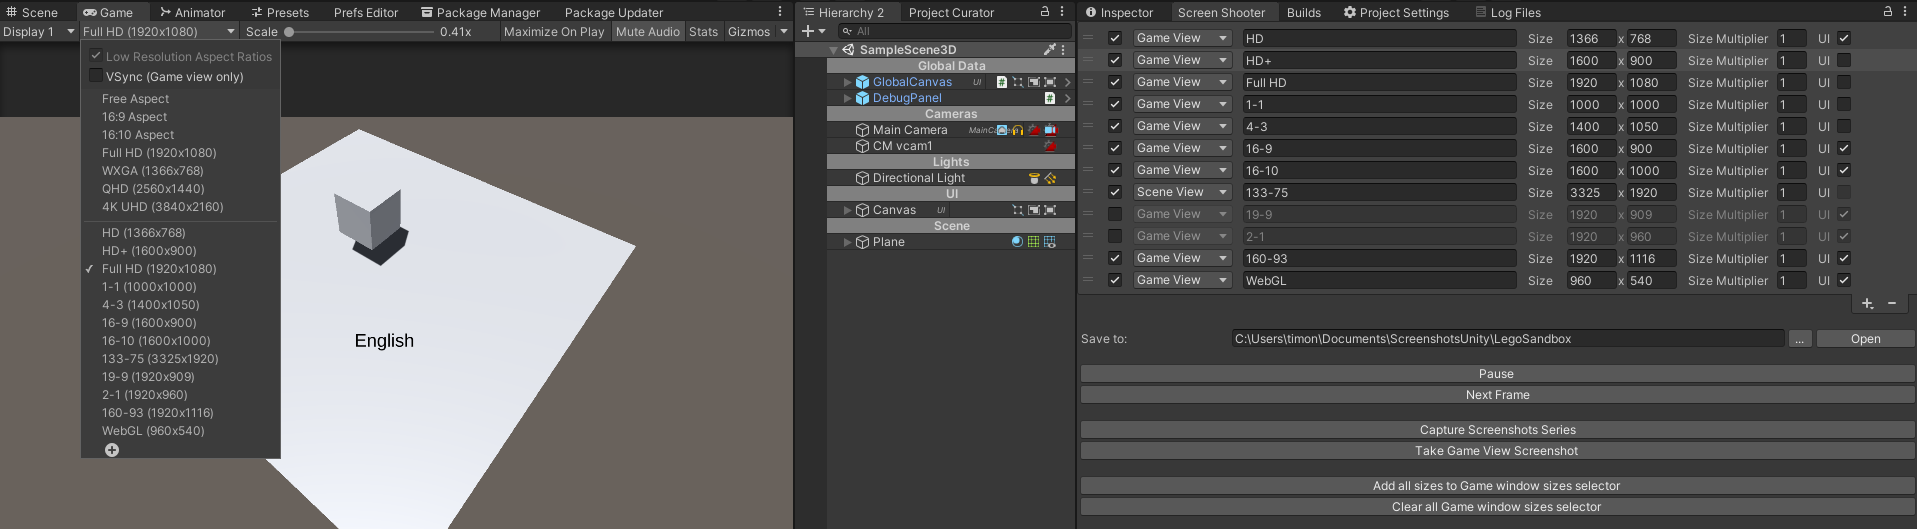 Scene Game Animator Presets Prefs Editor Package Manager Package Updater
Display 1 Full HD (1920x1080) Scale 0.41x Maximize On Play Mute Audio Stats Gizmos
Low Resolution Aspect Ratios
VSync (Game view only)
Free Aspect
16:9 Aspect
16:10 Aspect
Full HD (1920x1080)
WXGA (1366x768)
QHD (2560x1440)
4K UHD (3840x2160)
HD (1366x768)
HD+ (1600x900)
Full HD (1920x1080)
1-1 (1000x1000)
4-3 (1400x1050)
16-9 (1600x900)
16-10 (1600x1000)
133-75 (3325x1920)
19-9 (1920x909)
2-1 (1920x960)
160-93 (1920x1116)
WebGL (960x540)
English
Hierarchy 2 Project Curator
All
SampleScene3D
Global Data
GlobalCanvas UI
DebugPanel
Cameras
Main Camera
CM vcam1
Lights
Directional Light
UI
Canvas UI
Scene
Plane
Inspector Screen Shooter Builds Project Settings Log Files
Game View HD Size 1366 x 768 Size Multiplier 1 UI
Game View HD+ Size 1600 x 900 Size Multiplier 1 UI
Game View Full HD Size 1920 x 1080 Size Multiplier 1 UI
Game View 1-1 Size 1000 x 1000 Size Multiplier 1 UI
Game View 4-3 Size 1400 x 1050 Size Multiplier 1 UI
Game View 16-9 Size 1600 x 900 Size Multiplier 1 UI
Game View 16-10 Size 1600 x 1000 Size Multiplier 1 UI
Scene View 133-75 Size 3325 x 1920 Size Multiplier 1 UI
Game View 19-9 Size 1920 x 909 Size Multiplier 1 UI
Game View 2-1 Size 1920 x 960 Size Multiplier 1 UI
Game View 160-93 Size 1920 x 1116 Size Multiplier 1 UI
Game View WebGL Size 960 x 540 Size Multiplier 1 UI
Save to: C:\Users\timon\Documents\ScreenshotsUnity\LegoSandbox ... Open
Pause
Next Frame
Capture Screenshots Series
Take Game View Screenshot
Add all sizes to Game window sizes selector
Clear all Game window sizes selector